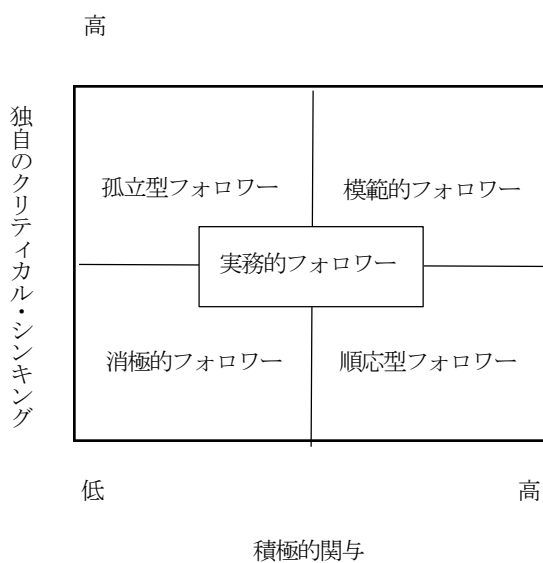 高
独自のクリティカル・シンキング
孤立型フォロワー
模範的フォロワー
実務的フォロワー
消極的フォロワー
順応型フォロワー
低
高
積極的関与